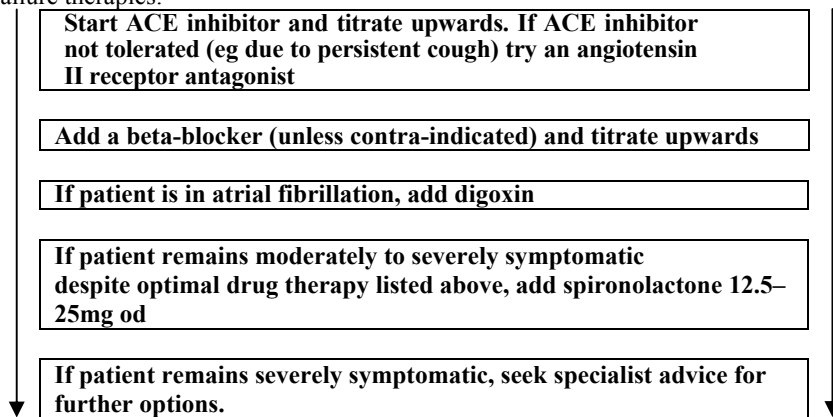 therapies.
Start ACE inhibitor and titrate upwards. If ACE inhibitor
not tolerated (eg due to persistent cough) try an angiotensin
II receptor antagonist
Add a beta-blocker (unless contra-indicated) and titrate upwards
If patient is in atrial fibrillation, add digoxin
If patient remains moderately to severely symptomatic
despite optimal drug therapy listed above, add spironolactone 12.5–
25mg od
If patient remains severely symptomatic, seek specialist advice for
further options.